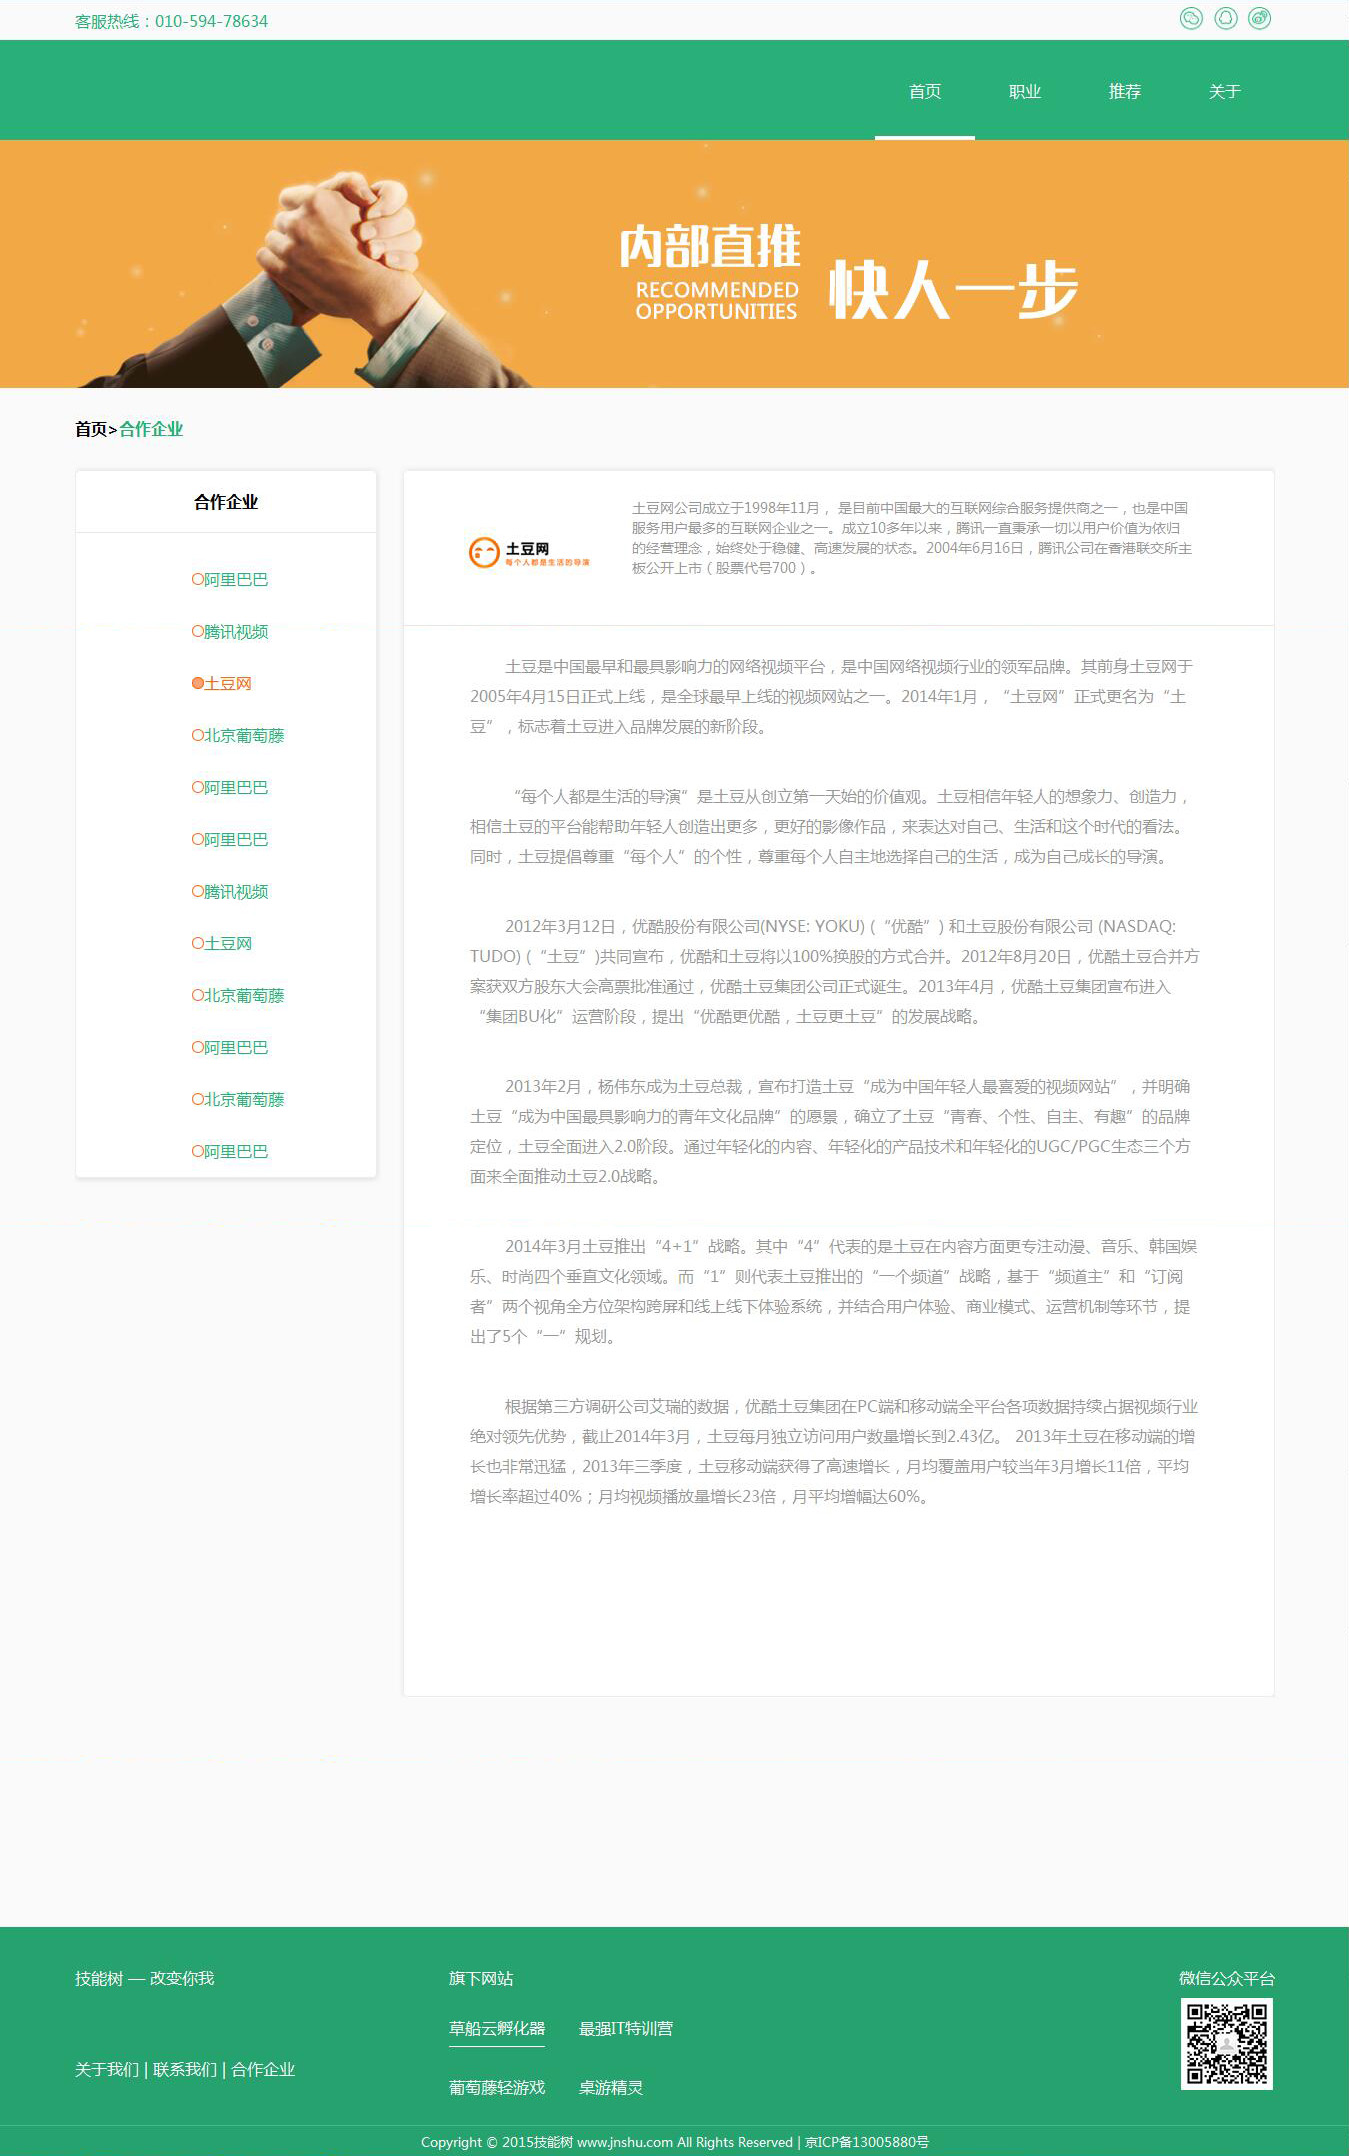 客服热线：010-594-78634
首页 职业 推荐 关于
内部直推
RECOMMENDED
OPPORTUNITIES
快人一步
首页>合作企业
合作企业
阿里巴巴
腾讯视频
土豆网
北京葡萄藤
阿里巴巴
阿里巴巴
腾讯视频
土豆网
北京葡萄藤
阿里巴巴
北京葡萄藤
阿里巴巴
土豆网
每个人都是生活的导演
土豆网公司成立于1998年11月， 是目前中国最大的互联网综合服务提供商之一，也是中国
服务用户最多的互联网企业之一。成立10多年以来，腾讯一直秉承一切以用户价值为依归
的经营理念，始终处于稳健、高速发展的状态。2004年6月16日，腾讯公司在香港联交所主
板公开上市（股票代号700）。
土豆是中国最早和最具影响力的网络视频平台，是中国网络视频行业的领军品牌。其前身土豆网于
2005年4月15日正式上线，是全球最早上线的视频网站之一。2014年1月，“土豆网”正式更名为“土
豆”，标志着土豆进入品牌发展的新阶段。
“每个人都是生活的导演”是土豆从创立第一天始的价值观。土豆相信年轻人的想象力、创造力，
相信土豆的平台能帮助年轻人创造出更多，更好的影像作品，来表达对自己、生活和这个时代的看法。
同时，土豆提倡尊重“每个人”的个性，尊重每个人自主地选择自己的生活，成为自己成长的导演。
2012年3月12日，优酷股份有限公司(NYSE: YOKU) (“优酷”) 和土豆股份有限公司 (NASDAQ:
TUDO) (“土豆”)共同宣布，优酷和土豆将以100%换股的方式合并。2012年8月20日，优酷土豆合并方
案获双方股东大会高票批准通过，优酷土豆集团公司正式诞生。2013年4月，优酷土豆集团宣布进入
“集团BU化”运营阶段，提出“优酷更优酷，土豆更土豆”的发展战略。
2013年2月，杨伟东成为土豆总裁，宣布打造土豆“成为中国年轻人最喜爱的视频网站”，并明确
土豆“成为中国最具影响力的青年文化品牌”的愿景，确立了土豆“青春、个性、自主、有趣”的品牌
定位，土豆全面进入2.0阶段。通过年轻化的内容、年轻化的产品技术和年轻化的UGC/PGC生态三个方
面来全面推动土豆2.0战略。
2014年3月土豆推出“4+1”战略。其中“4”代表的是土豆在内容方面更专注动漫、音乐、韩国娱
乐、时尚四个垂直文化领域。而“1”则代表土豆推出的“一个频道”战略，基于“频道主”和“订阅
者”两个视角全方位架构跨屏和线上线下体验系统，并结合用户体验、商业模式、运营机制等环节，提
出了5个“一”规划。
根据第三方调研公司艾瑞的数据，优酷土豆集团在PC端和移动端全平台各项数据持续占据视频行业
绝对领先优势，截止2014年3月，土豆每月独立访问用户数量增长到2.43亿。 2013年土豆在移动端的增
长也非常迅猛，2013年三季度，土豆移动端获得了高速增长，月均覆盖用户较当年3月增长11倍，平均
增长率超过40%；月均视频播放量增长23倍，月平均增幅达60%。
技能树 — 改变你我
关于我们 | 联系我们 | 合作企业
旗下网站
草船云孵化器 最强IT特训营
葡萄藤轻游戏 桌游精灵
微信公众平台
Copyright © 2015技能树 www.jnshu.com All Rights Reserved | 京ICP备13005880号